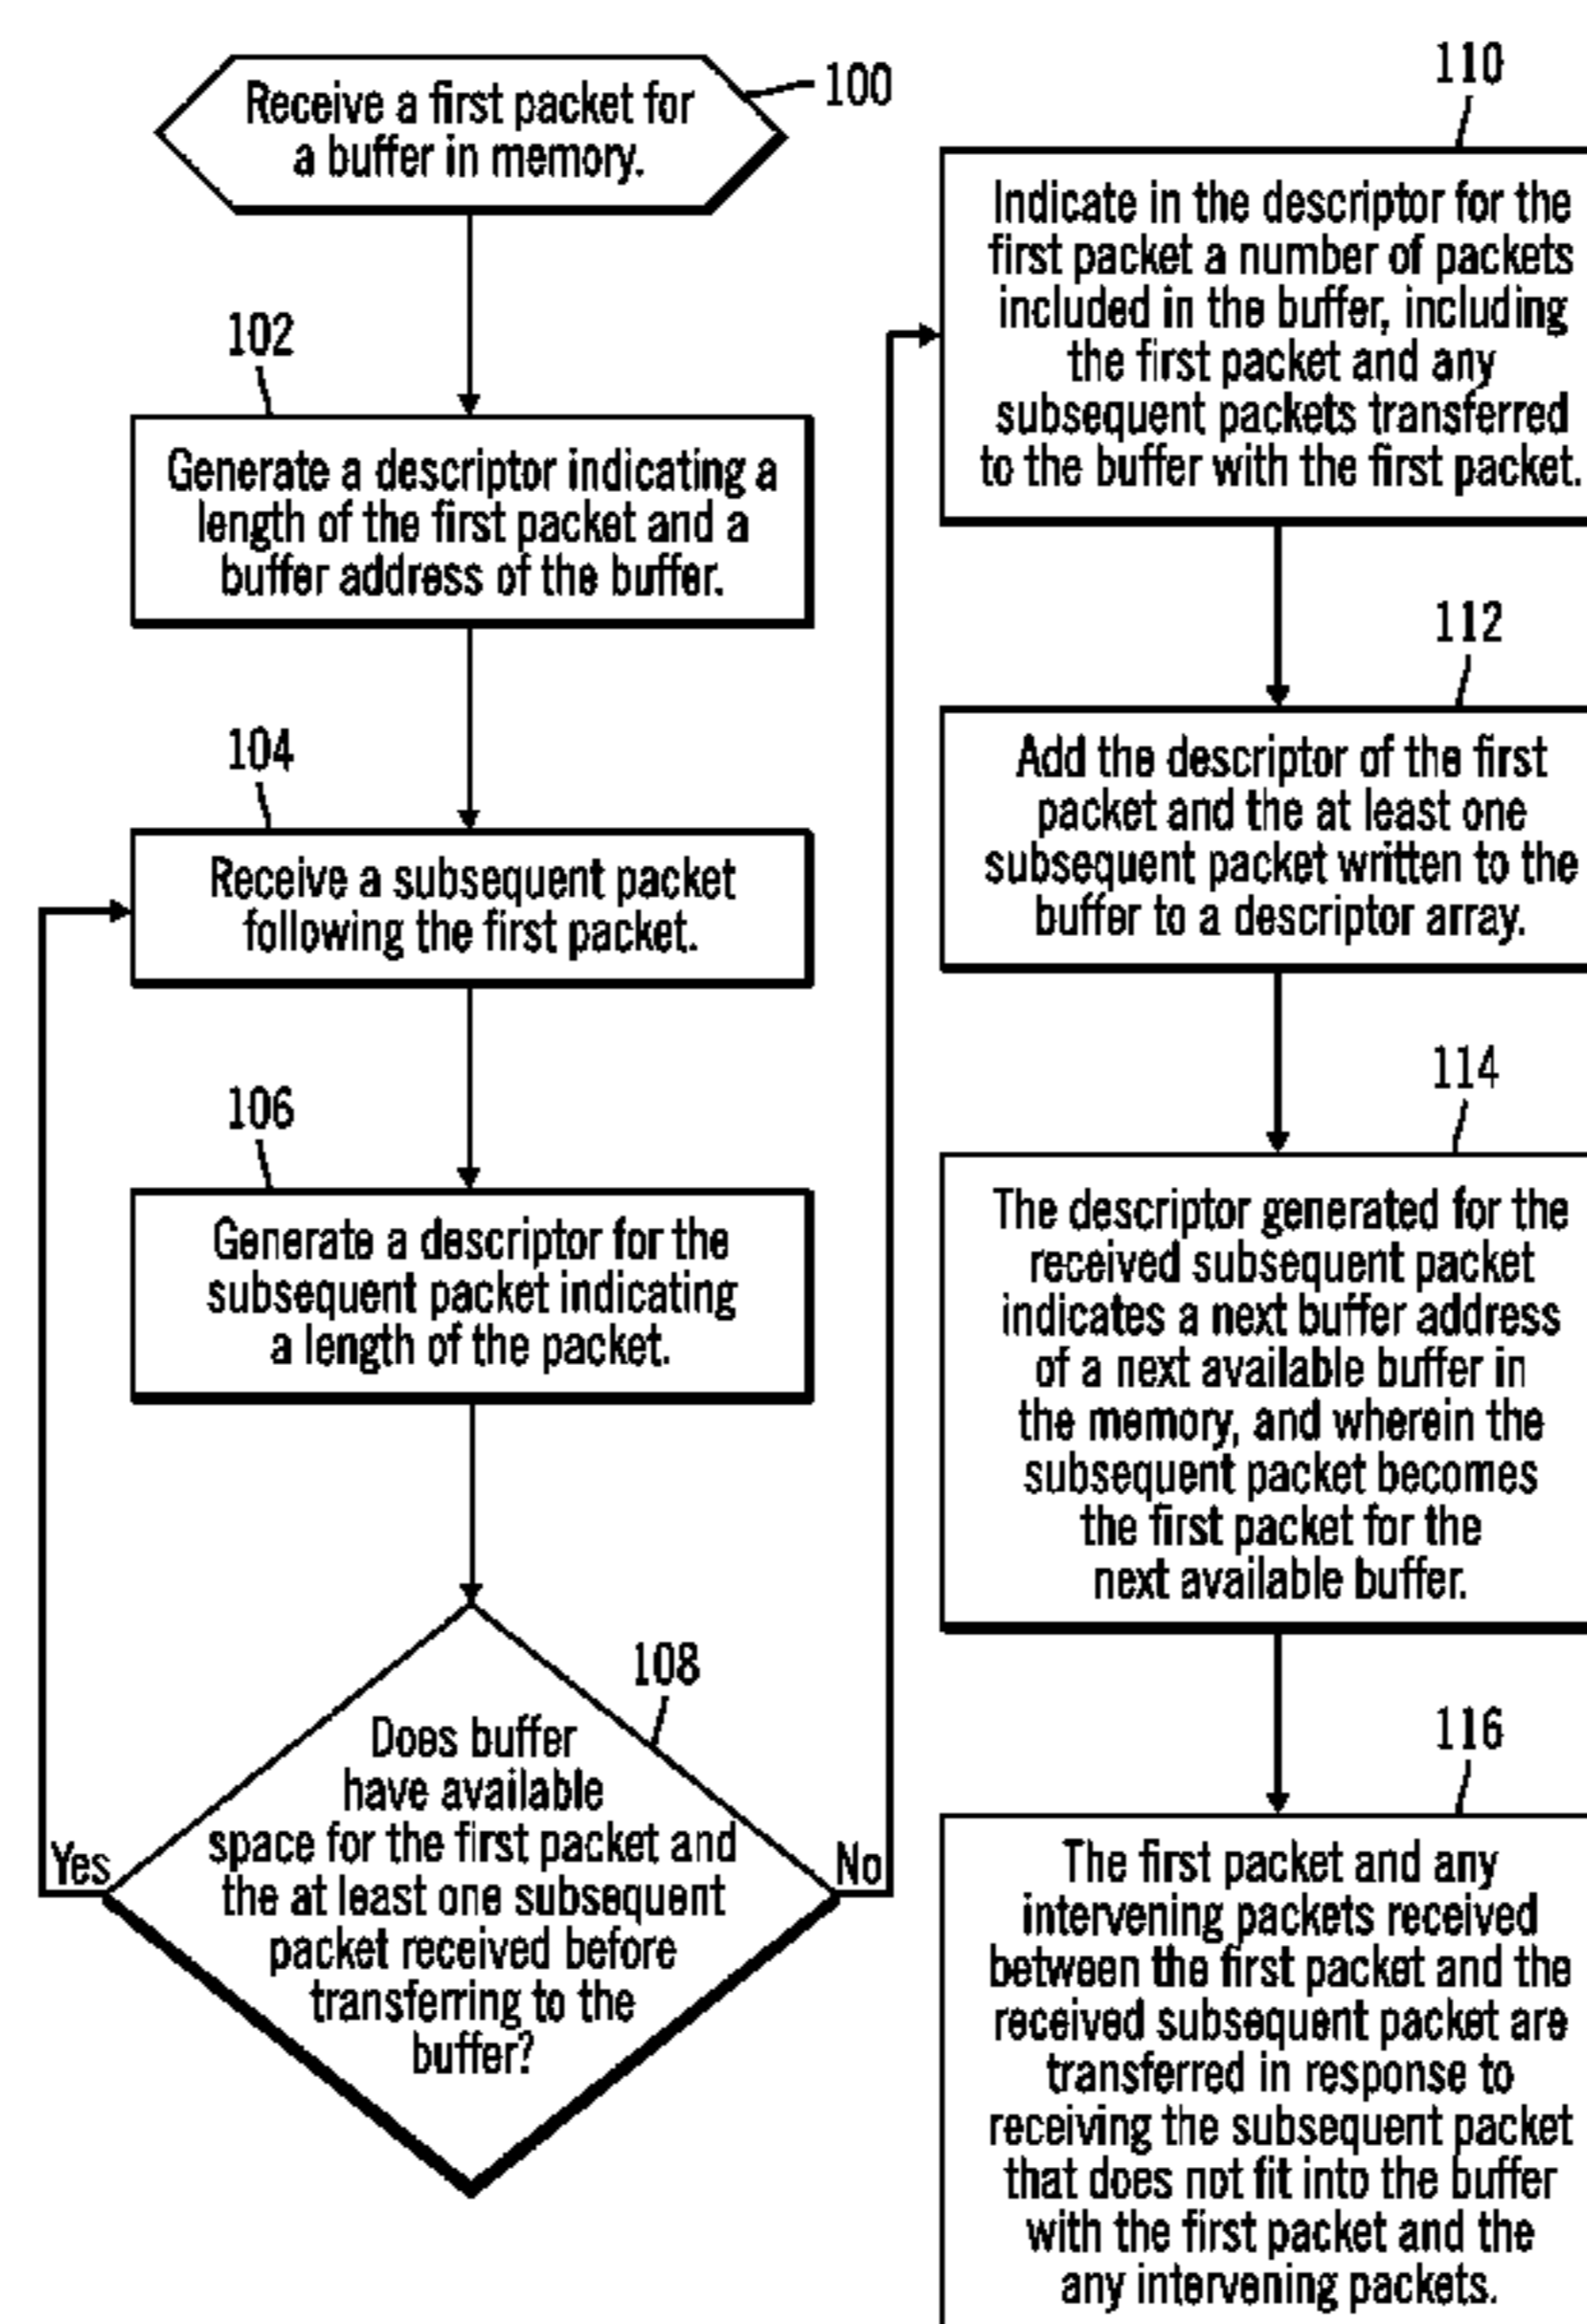 Receive a first packet for
a buffer in memory.
100
102
Generate a descriptor indicating a
length of the first packet and a
buffer address of the buffer.
104
Receive a subsequent packet
following the first packet.
106
Generate a descriptor for the
subsequent packet indicating
a length of the packet.
108
Does buffer
have available
space for the first packet and
the at least one subsequent
packet received before
transferring to the
buffer?
Yes
No
110
Indicate in the descriptor for the
first packet a number of packets
included in the buffer, including
the first packet and any
subsequent packets transferred
to the buffer with the first packet.
112
Add the descriptor of the first
packet and the at least one
subsequent packet written to the
buffer to a descriptor array.
114
The descriptor generated for the
received subsequent packet
indicates a next buffer address
of a next available buffer in
the memory, and wherein the
subsequent packet becomes
the first packet for the
next available buffer.
116
The first packet and any
intervening packets received
between the first packet and the
received subsequent packet are
transferred in response to
receiving the subsequent packet
that does not fit into the buffer
with the first packet and the
any intervening packets.